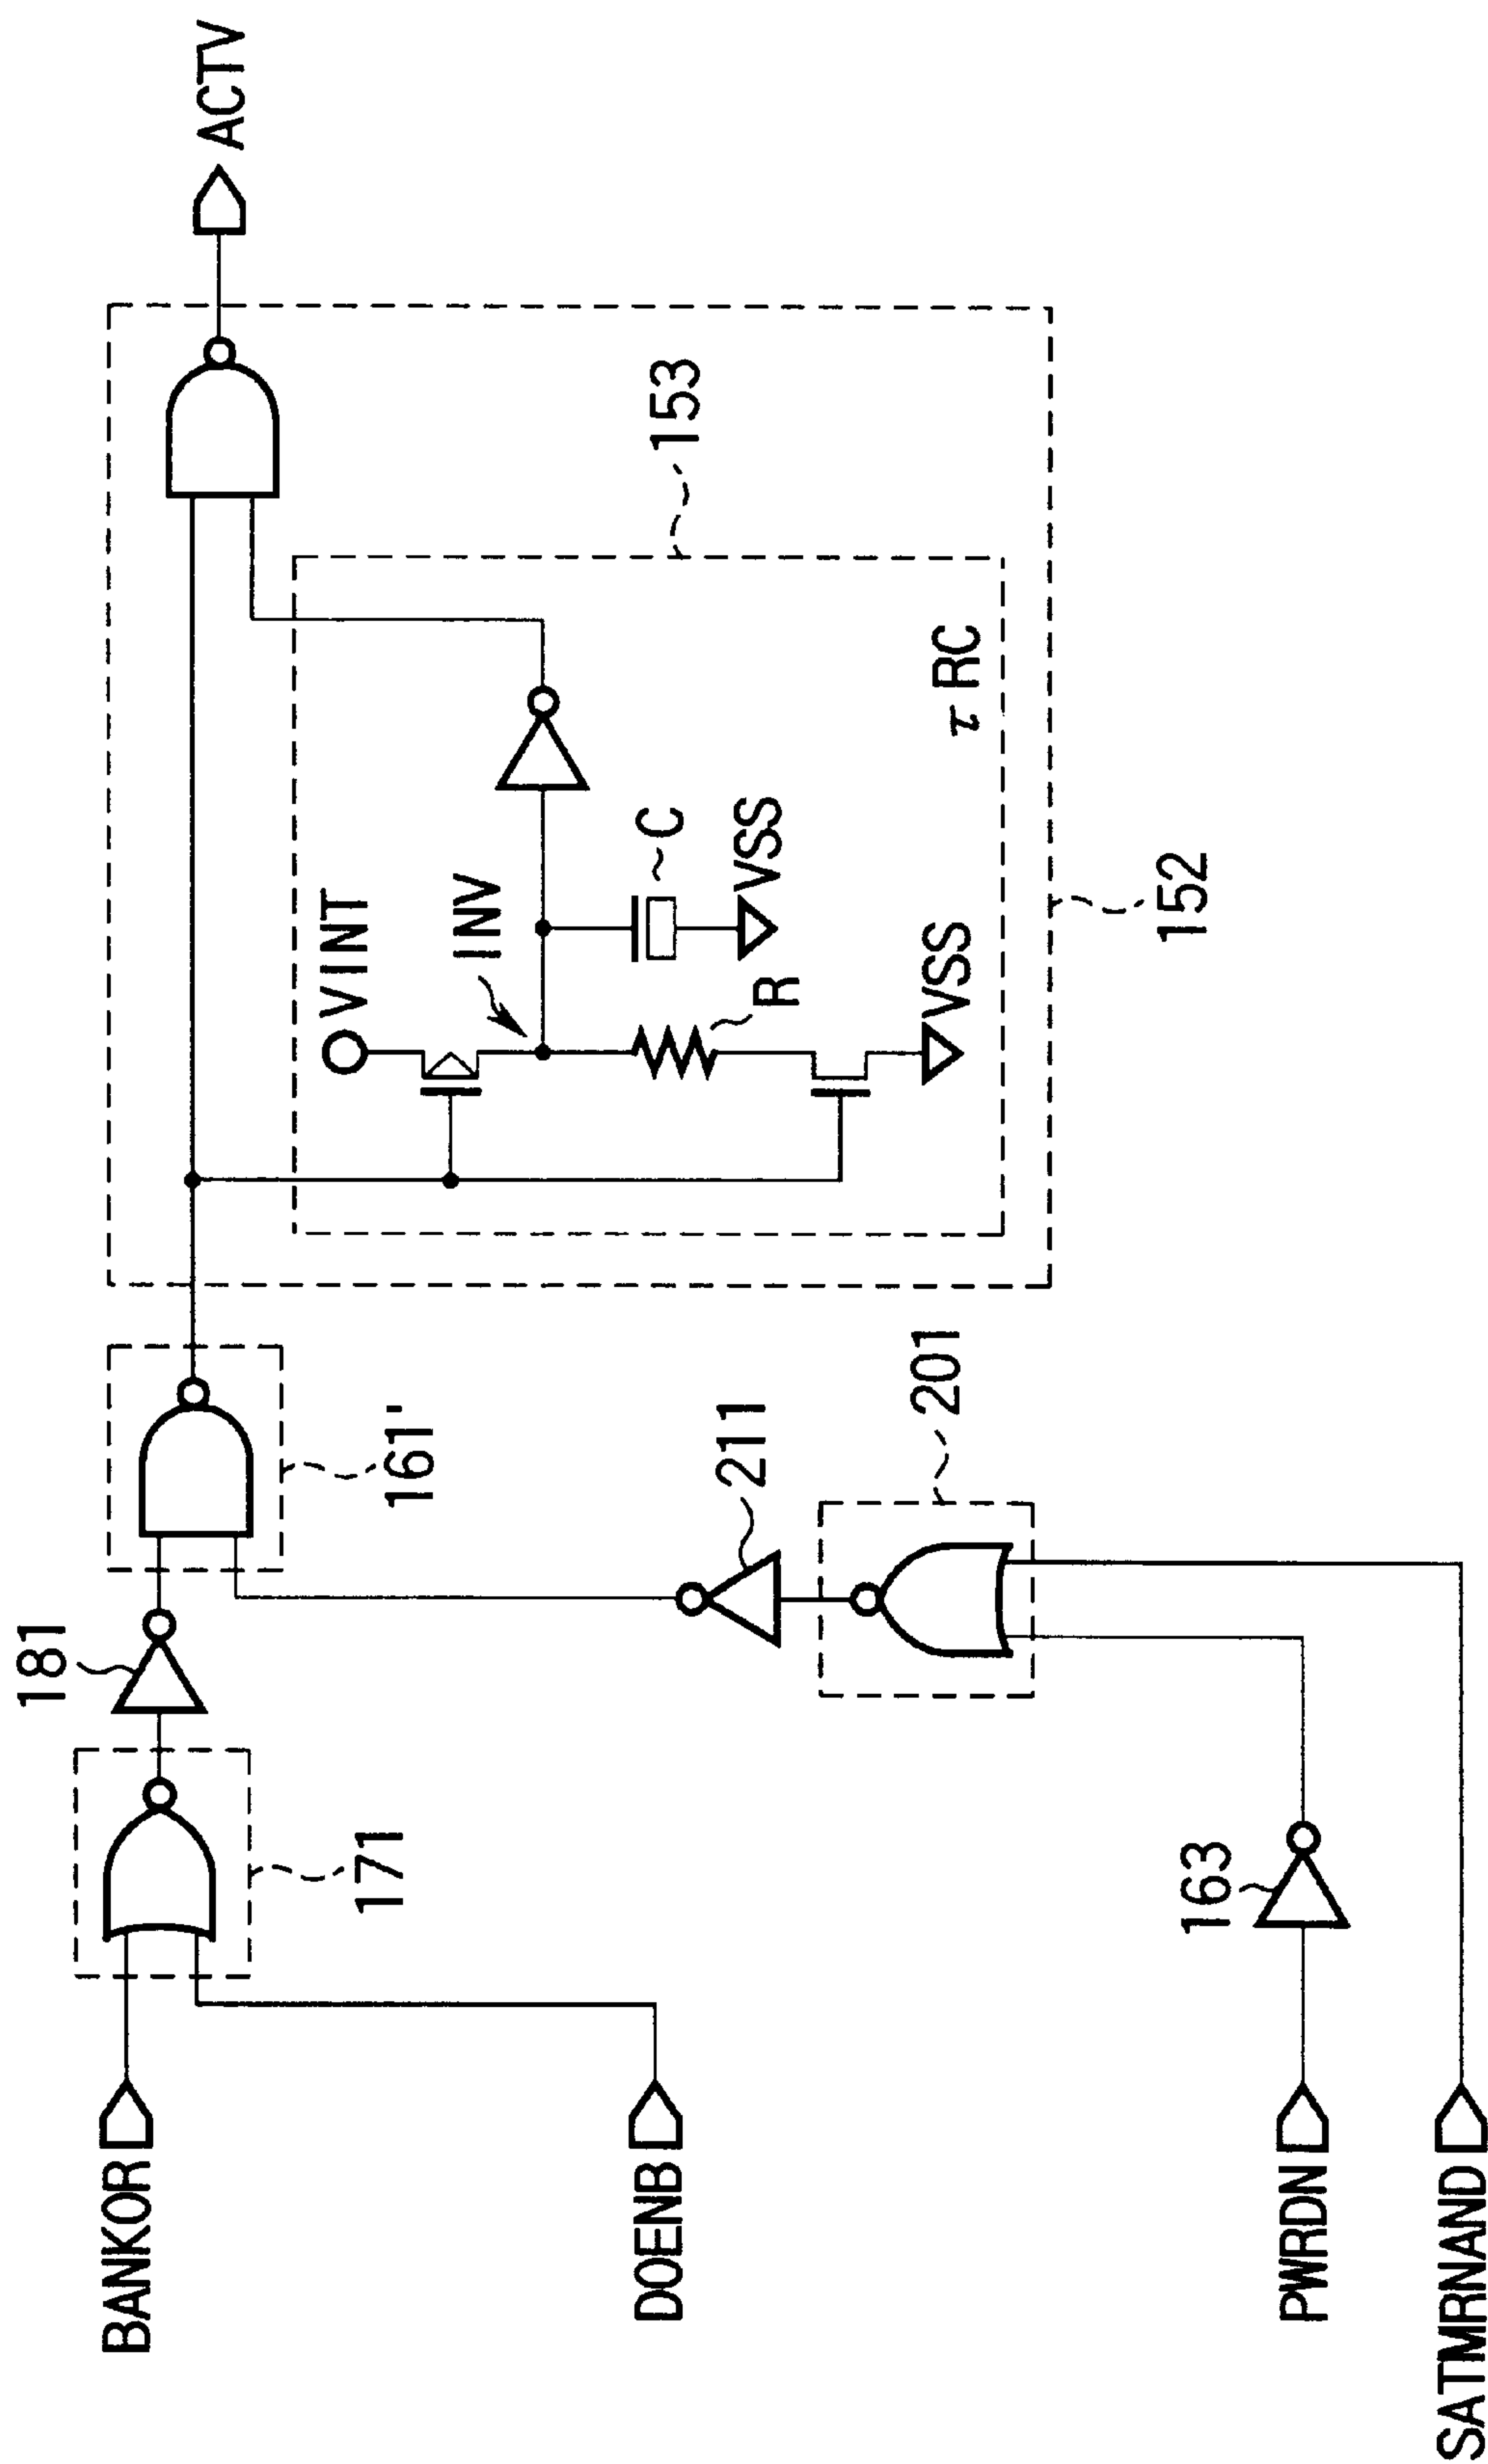 BANKOR
DOENB
PWRDN
SATMRNAND
171
181
163
161'
211
201
VINT
INV
R
VSS
C
VSS
τ RC
153
152
ACTV